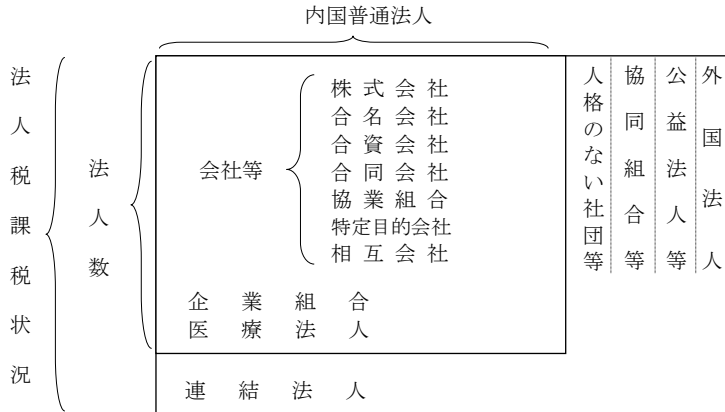 内国普通法人
法人税課税状況
法人数
会社等
株式会社
合名会社
合資会社
合同会社
協業組合
特定目的会社
相互会社
企業組合
医療法人
連結法人
人格のない社団等
協同組合等
公益法人等
外国法人